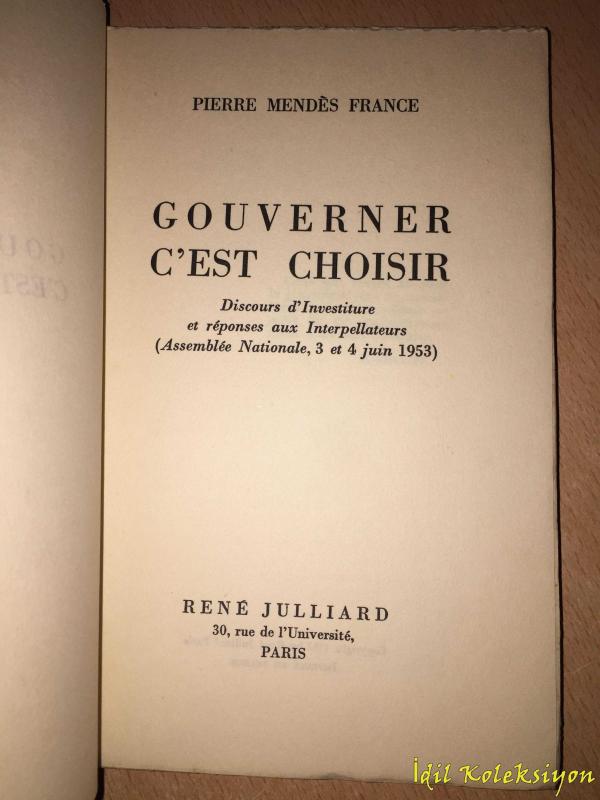 PIERRE MENDÈS FRANCE
GOUVERNER
C'EST CHOISIR
Discours d'Investiture
et réponses aux Interpellateurs
(Assemblée Nationale, 3 et 4 juin 1953)
RENÉ JULLIARD
30, rue de l'Université,
PARIS
İdil Koleksiyon